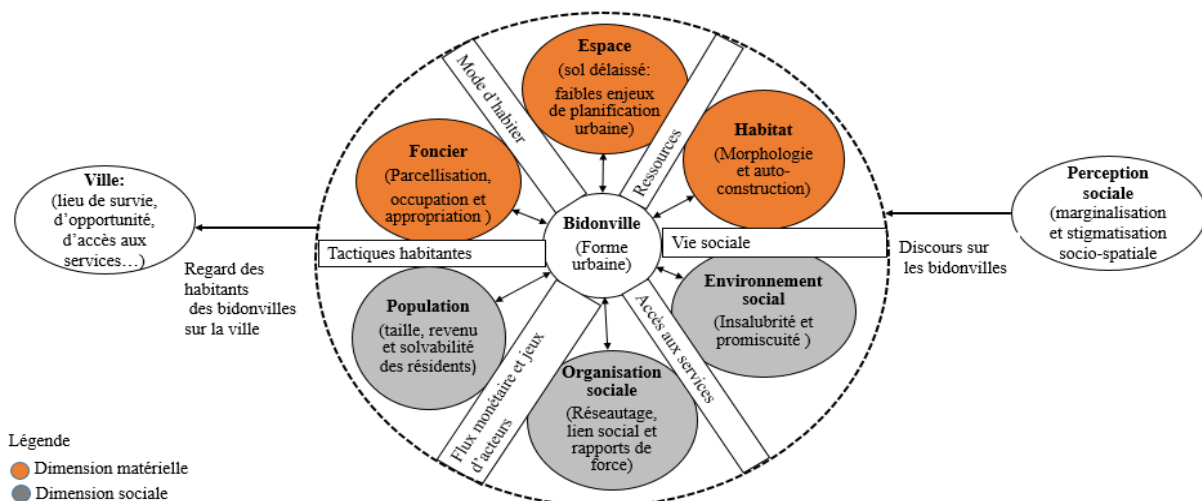 Espace
(sol délaissé:
faibles enjeux
de planification
urbaine)
Mode d'habiter
Ressources
Foncier
(Parcellisation,
occupation et
appropriation )
Habitat
(Morphologie
et auto-
construction)
Ville:
(lieu de survie,
d'opportunité,
d'accès aux
services…)
Perception
sociale
(marginalisation
et stigmatisation
socio-spatiale
Bidonville
(Forme
urbaine)
Tactiques habitantes
Vie sociale
Discours sur
les bidonvilles
Regard des
habitants
des bidonvilles
sur la ville
Population
(taille, revenu
et solvabilité
des résidents)
Environnement
social
(Insalubrité et
promiscuité )
Flux monétaire et jeux
d'acteurs
Accès aux services
Organisation
sociale
(Réseautage,
lien social et
rapports de
force)
Légende
Dimension matérielle
Dimension sociale